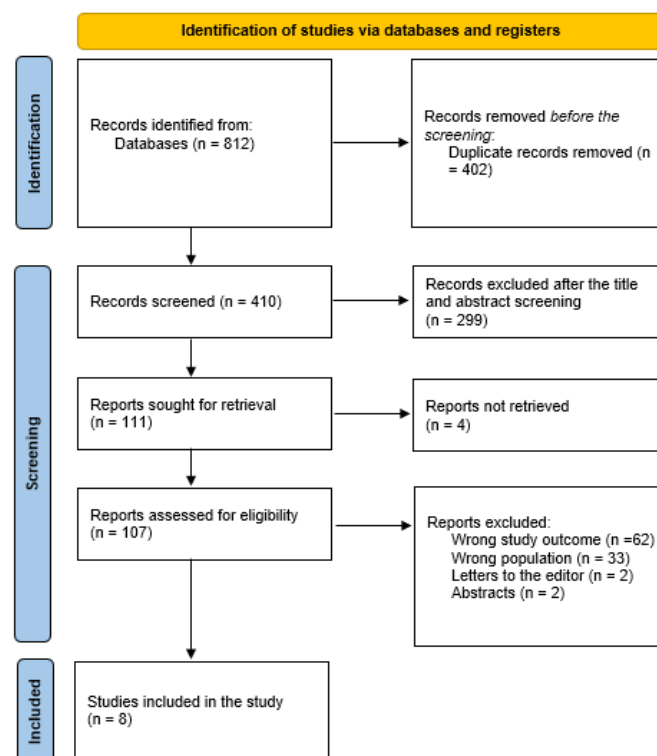 Identification of studies via databases and registers
Identification
Records identified from:
Databases (n = 812)
Records removed before the
screening:
Duplicate records removed (n
= 402)
Screening
Records screened (n = 410)
Records excluded after the title
and abstract screening
(n = 299)
Reports sought for retrieval
(n = 111)
Reports not retrieved
(n = 4)
Reports assessed for eligibility
(n = 107)
Reports excluded:
Wrong study outcome (n =62)
Wrong population (n = 33)
Letters to the editor (n = 2)
Abstracts (n = 2)
Included
Studies included in the study
(n = 8)